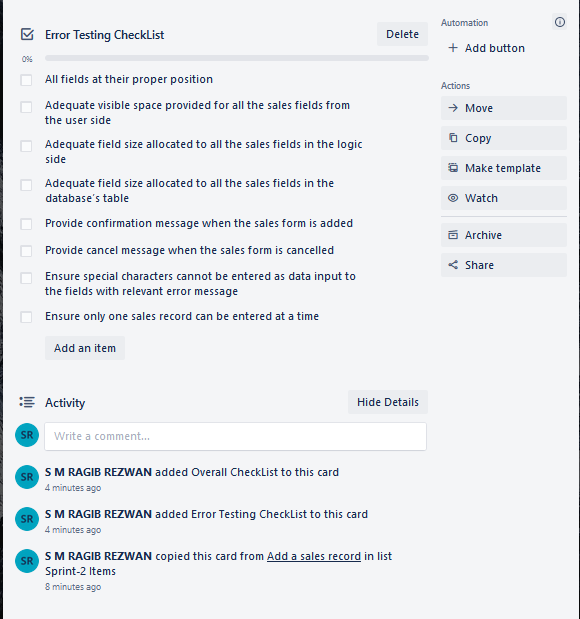 Error Testing CheckList
Delete
0%
All fields at their proper position
Adequate visible space provided for all the sales fields from
the user side
Adequate field size allocated to all the sales fields in the logic
side
Adequate field size allocated to all the sales fields in the
database's table
Provide confirmation message when the sales form is added
Provide cancel message when the sales form is cancelled
Ensure special characters cannot be entered as data input to
the fields with relevant error message
Ensure only one sales record can be entered at a time
Add an item
Activity
Hide Details
SR
Write a comment...
SR
S M RAGIB REZWAN added Overall CheckList to this card
4 minutes ago
SR
S M RAGIB REZWAN added Error Testing CheckList to this card
4 minutes ago
SR
S M RAGIB REZWAN copied this card from Add a sales record in list
Sprint-2 Items
8 minutes ago
Automation
+ Add button
Actions
Move
Copy
Make template
Watch
Archive
Share